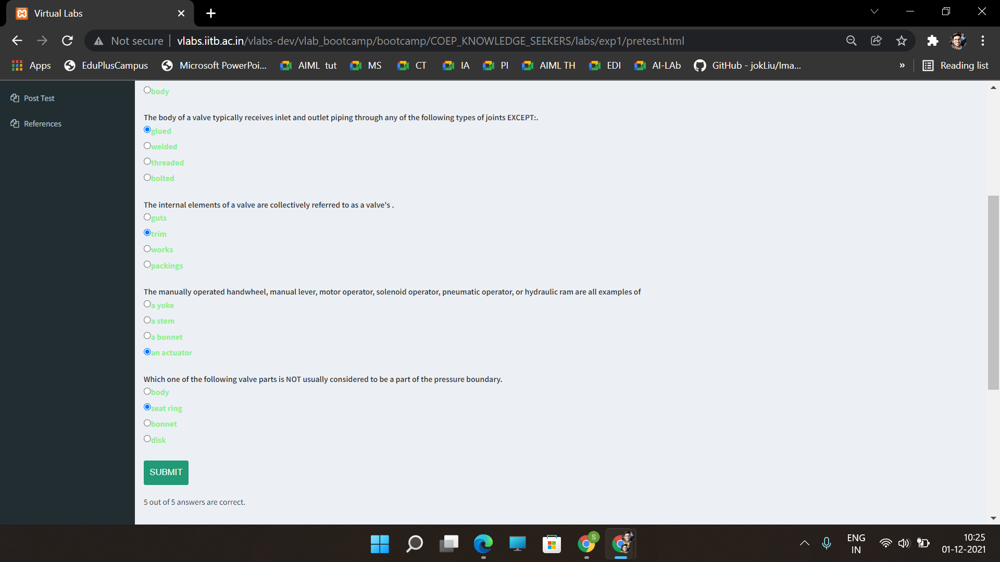 Virtual Labs
Not secure
vlabs.iitb.ac.in/vlabs-dev/vlab_bootcamp/bootcamp/COEP_KNOWLEDGE_SEEKERS/labs/exp1/pretest.html
Apps
EduPlusCampus
Microsoft PowerPoi...
AIML tut
MS
CT
IA
PI
AIML TH
EDI
AI-LAb
GitHub - jokLiu/Ima...
»
Reading list
Post Test
References
body
The body of a valve typically receives inlet and outlet piping through any of the following types of joints EXCEPT:.
glued
welded
threaded
bolted
The internal elements of a valve are collectively referred to as a valve's .
guts
trim
works
packings
The manually operated handwheel, manual lever, motor operator, solenoid operator, pneumatic operator, or hydraulic ram are all examples of
a yoke
a stem
a bonnet
an actuator
Which one of the following valve parts is NOT usually considered to be a part of the pressure boundary.
body
seat ring
bonnet
disk
SUBMIT
5 out of 5 answers are correct.
S
ENG
IN
10:25
01-12-2021